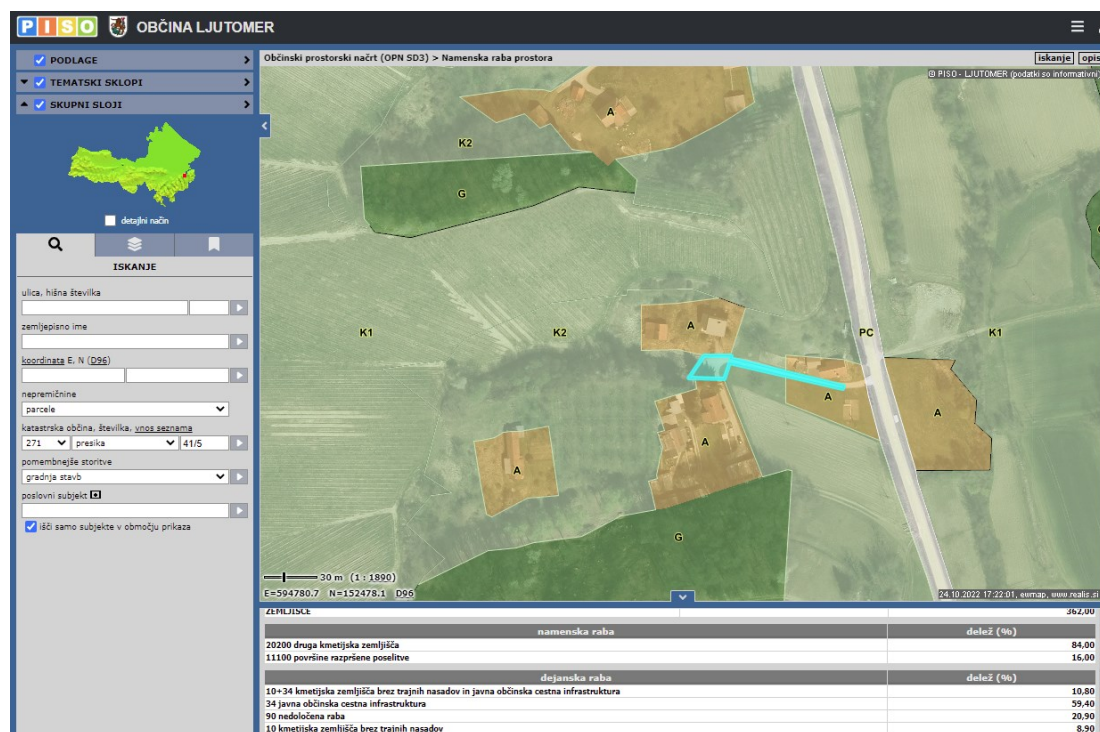 PISO OBČINA LJUTOMER
PODLAGE
TEMATSKI SKLOPI
SKUPNI SLOJI
detajlni način
ISKANJE
ulica, hišna številka
zemljepisno ime
koordinata E, N (D96)
nepremičnine
parcele
katastrska občina, številka, vnos seznama
271 presika 41/5
pomembnejše storitve
gradnja stavb
poslovni subjekt
išči samo subjekte v območju prikaza
Občinski prostorski načrt (OPN SD3) > Namenska raba prostora
iskanje opis
© PISO - LJUTOMER (podatki so informativni)
A
K2
G
A
K1
K2
PC
K1
A
A
A
A
G
30 m (1 : 1890)
E=594780.7 N=152478.1 D96
24.10.2022 17:22:01, ewmap, www.realis.si
ZEMLJIŠČE 362,00
namenska raba delež (%)
20200 druga kmetijska zemljišča 84,00
11100 površine razpršene poselitve 16,00
dejanska raba delež (%)
10+34 kmetijska zemljišča brez trajnih nasadov in javna občinska cestna infrastruktura 10,80
34 javna občinska cestna infrastruktura 59,40
90 nedoločena raba 20,90
10 kmetijska zemljišča brez trajnih nasadov 8,90